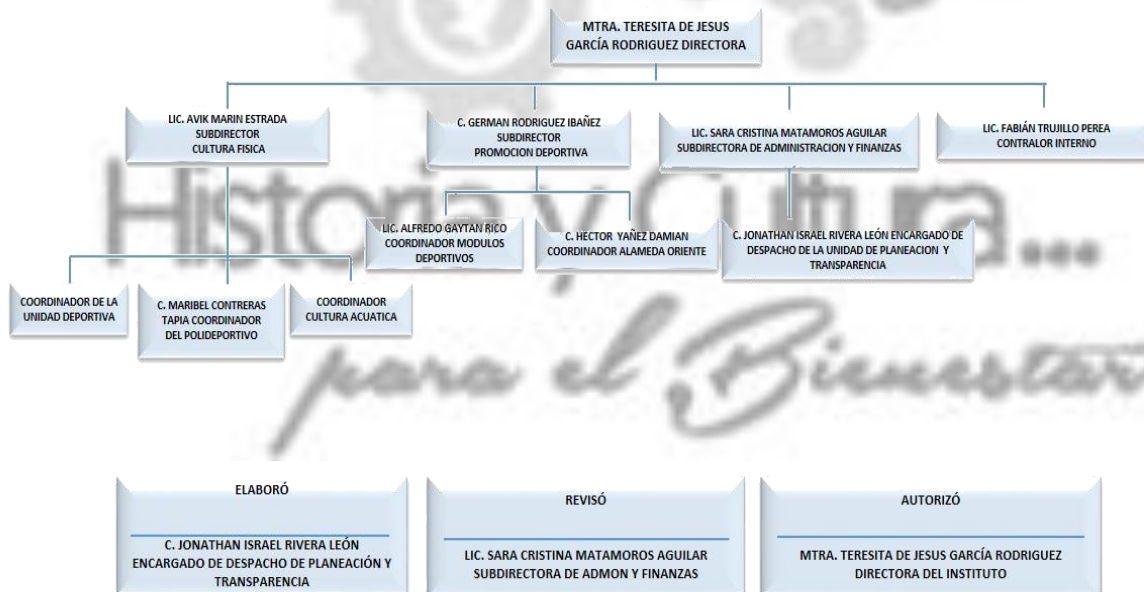 MTRA. TERESITA DE JESUS
GARCÍA RODRIGUEZ DIRECTORA
LIC. AVIK MARIN ESTRADA
SUBDIRECTOR
CULTURA FISICA
C. GERMAN RODRIGUEZ IBAÑEZ
SUBDIRECTOR
PROMOCION DEPORTIVA
LIC. SARA CRISTINA MATAMOROS AGUILAR
SUBDIRECTORA DE ADMINISTRACION Y FINANZAS
LIC. FABIÁN TRUJILLO PEREA
CONTRALOR INTERNO
Historia y Cultura...
LIC. ALFREDO GAYTAN RICO
COORDINADOR MODULOS
DEPORTIVOS
C. HECTOR YAÑEZ DAMIAN
COORDINADOR ALAMEDA ORIENTE
C. JONATHAN ISRAEL RIVERA LEÓN ENCARGADO DE
DESPACHO DE LA UNIDAD DE PLANEACION Y
TRANSPARENCIA
COORDINADOR DE LA
UNIDAD DEPORTIVA
C. MARIBEL CONTRERAS
TAPIA COORDINADOR
DEL POLIDEPORTIVO
COORDINADOR
CULTURA ACUATICA
para el Bienestar
ELABORÓ
C. JONATHAN ISRAEL RIVERA LEÓN
ENCARGADO DE DESPACHO DE PLANEACIÓN Y
TRANSPARENCIA
REVISÓ
LIC. SARA CRISTINA MATAMOROS AGUILAR
SUBDIRECTORA DE ADMON Y FINANZAS
AUTORIZÓ
MTRA. TERESITA DE JESUS GARCÍA RODRIGUEZ
DIRECTORA DEL INSTITUTO